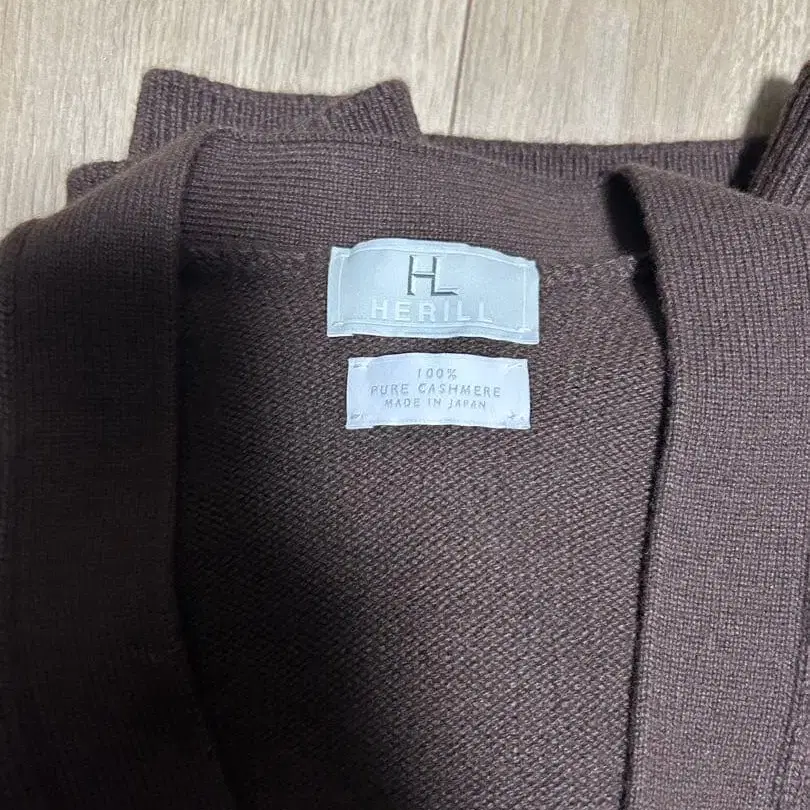 HL
HERILL
100%
PURE CASHMERE
MADE IN JAPAN